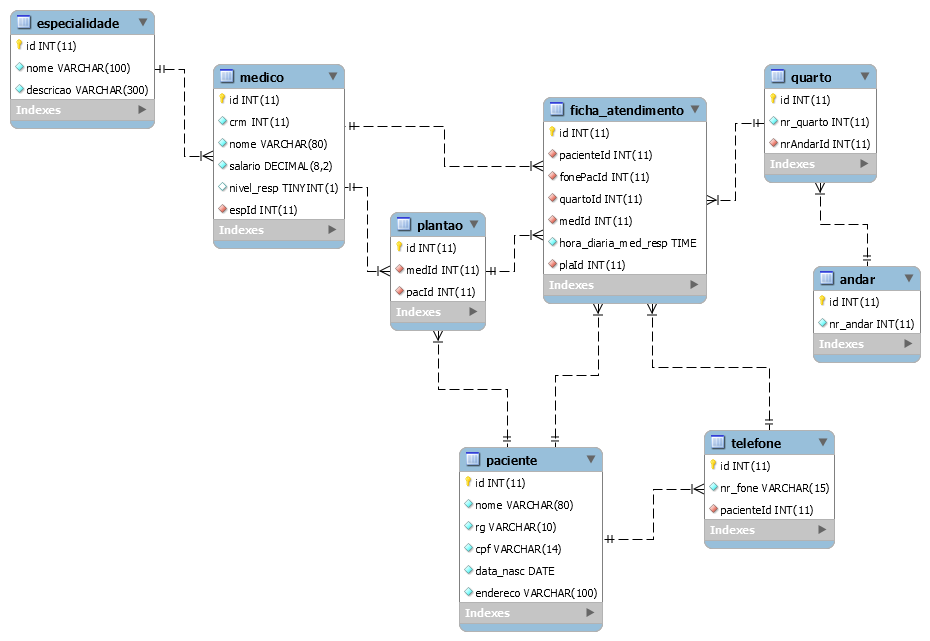 especialidade
id INT(11)
nome VARCHAR(100)
descricao VARCHAR(300)
Indexes
medico
id INT(11)
crm INT(11)
nome VARCHAR(80)
salario DECIMAL(8,2)
nivel_resp TINYINT(1)
espId INT(11)
Indexes
plantao
id INT(11)
medId INT(11)
pacId INT(11)
Indexes
ficha_atendimento
id INT(11)
pacienteId INT(11)
fonePacId INT(11)
quartoId INT(11)
medId INT(11)
hora_diaria_med_resp TIME
plaId INT(11)
Indexes
quarto
id INT(11)
nr_quarto INT(11)
nrAndarId INT(11)
Indexes
andar
id INT(11)
nr_andar INT(11)
Indexes
paciente
id INT(11)
nome VARCHAR(80)
rg VARCHAR(10)
cpf VARCHAR(14)
data_nasc DATE
endereco VARCHAR(100)
Indexes
telefone
id INT(11)
nr_fone VARCHAR(15)
pacienteId INT(11)
Indexes